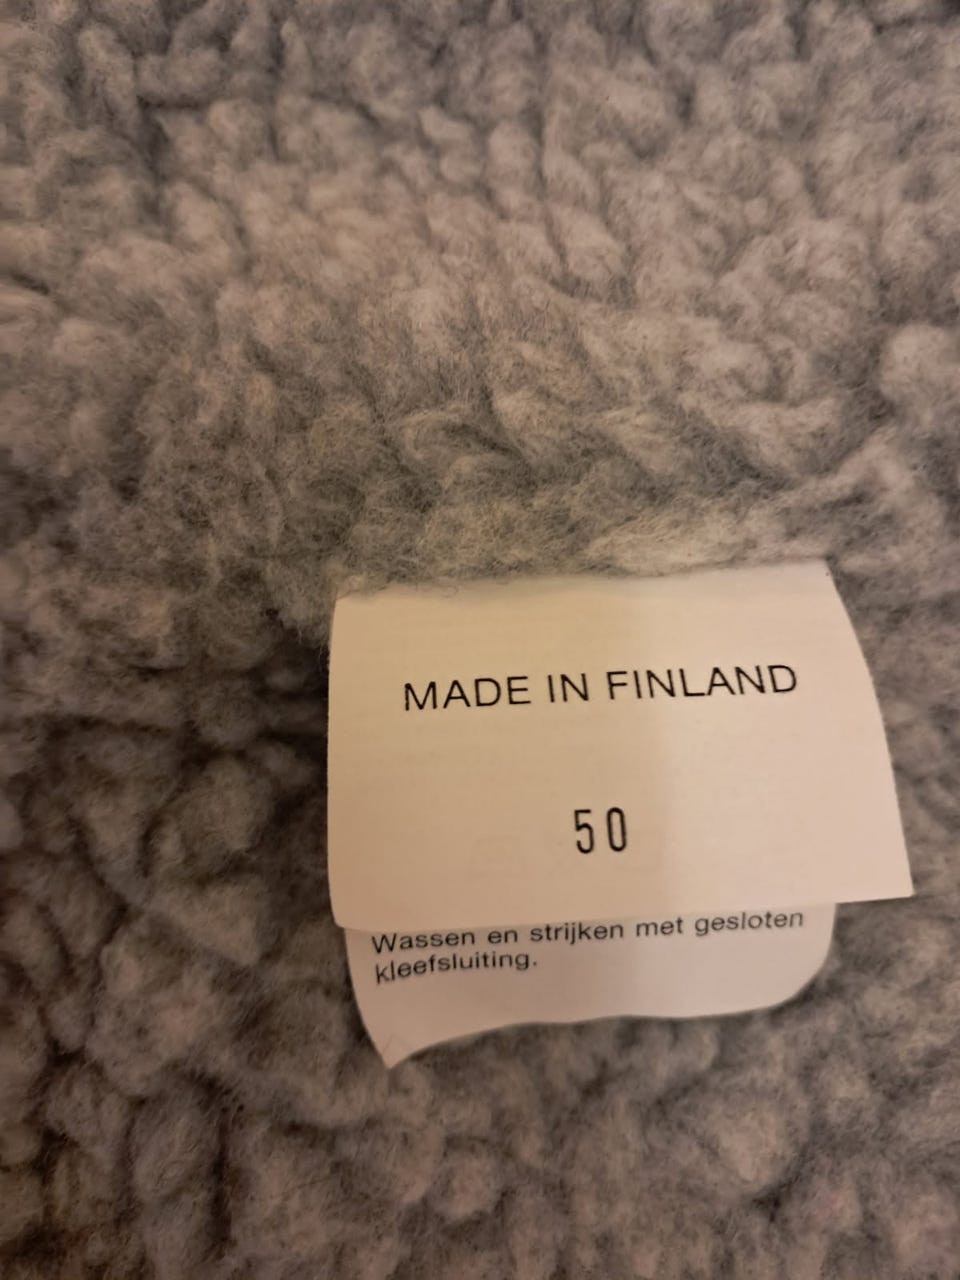 MADE IN FINLAND
50
Wassen en strijken met gesloten
kleefsluiting.